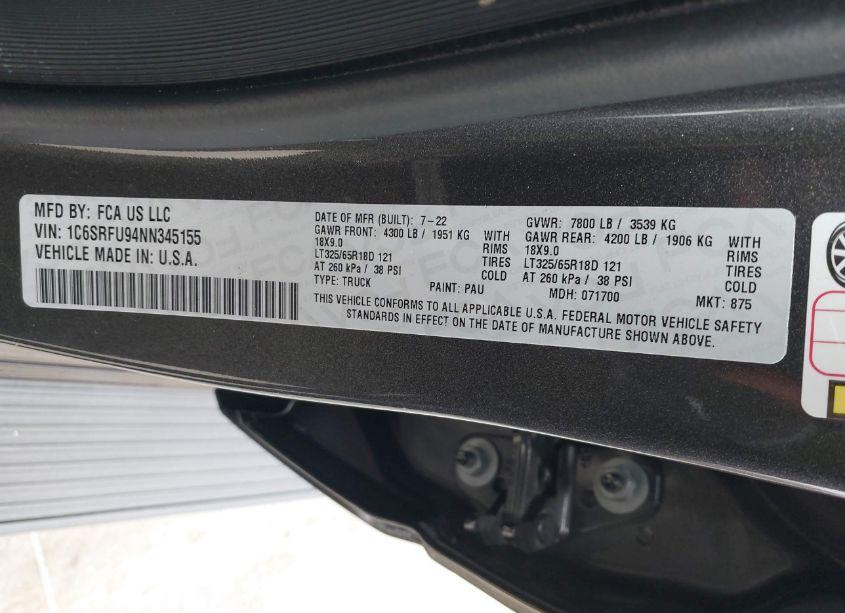 MFD BY: FCA US LLC
VIN: 1C6SRFU94NN345155
VEHICLE MADE IN: U.S.A.
DATE OF MFR (BUILT): 7-22
GVWR: 7800 LB / 3539 KG
GAWR FRONT: 4300 LB / 1951 KG WITH
18X9.0 RIMS
LT325/65R18D 121 TIRES
AT 260 kPa / 38 PSI COLD
GAWR REAR: 4200 LB / 1906 KG WITH
18X9.0 RIMS
LT325/65R18D 121 TIRES
AT 260 kPa / 38 PSI COLD
TYPE: TRUCK PAINT: PAU MDH: 071700 MKT: 875
THIS VEHICLE CONFORMS TO ALL APPLICABLE U.S.A. FEDERAL MOTOR VEHICLE SAFETY
STANDARDS IN EFFECT ON THE DATE OF MANUFACTURE SHOWN ABOVE.